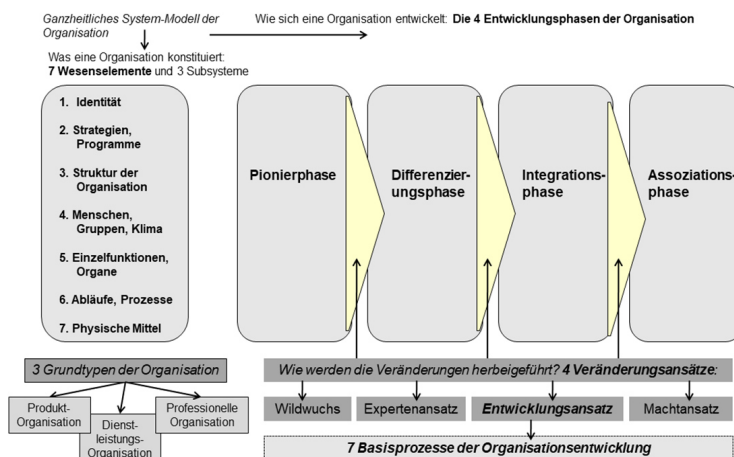 Ganzheitliches System-Modell der
Organisation
Wie sich eine Organisation entwickelt: Die 4 Entwicklungsphasen der Organisation
Was eine Organisation konstituiert:
7 Wesenselemente und 3 Subsysteme
1. Identität
2. Strategien,
Programme
3. Struktur der
Organisation
4. Menschen,
Gruppen, Klima
5. Einzelfunktionen,
Organe
6. Abläufe, Prozesse
7. Physische Mittel
Pionierphase
Differenzier-
ungsphase
Integrations-
phase
Assoziations-
phase
3 Grundtypen der Organisation
Produkt-
Organisation
Dienst-
leistungs-
Organisation
Professionelle
Organisation
Wie werden die Veränderungen herbeigeführt? 4 Veränderungsansätze:
Wildwuchs
Expertenansatz
Entwicklungsansatz
Machtansatz
7 Basisprozesse der Organisationsentwicklung